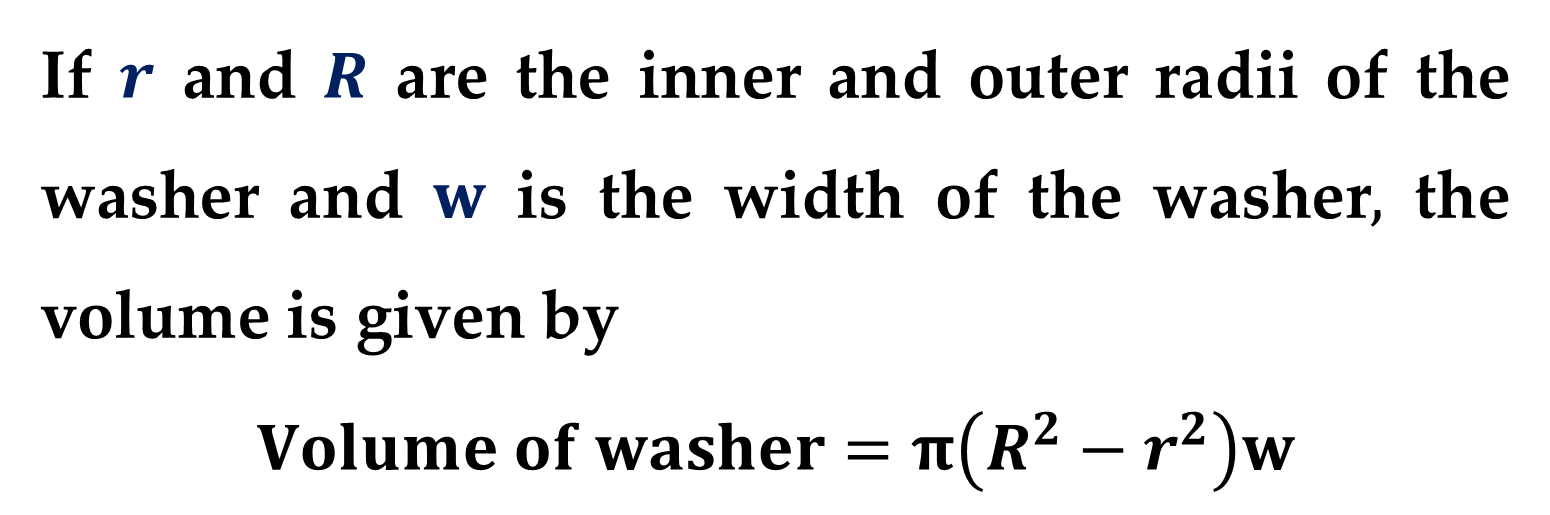 If r and R are the inner and outer radii of the
washer and w is the width of the washer, the
volume is given by
Volume of washer = π(R² − r²)w